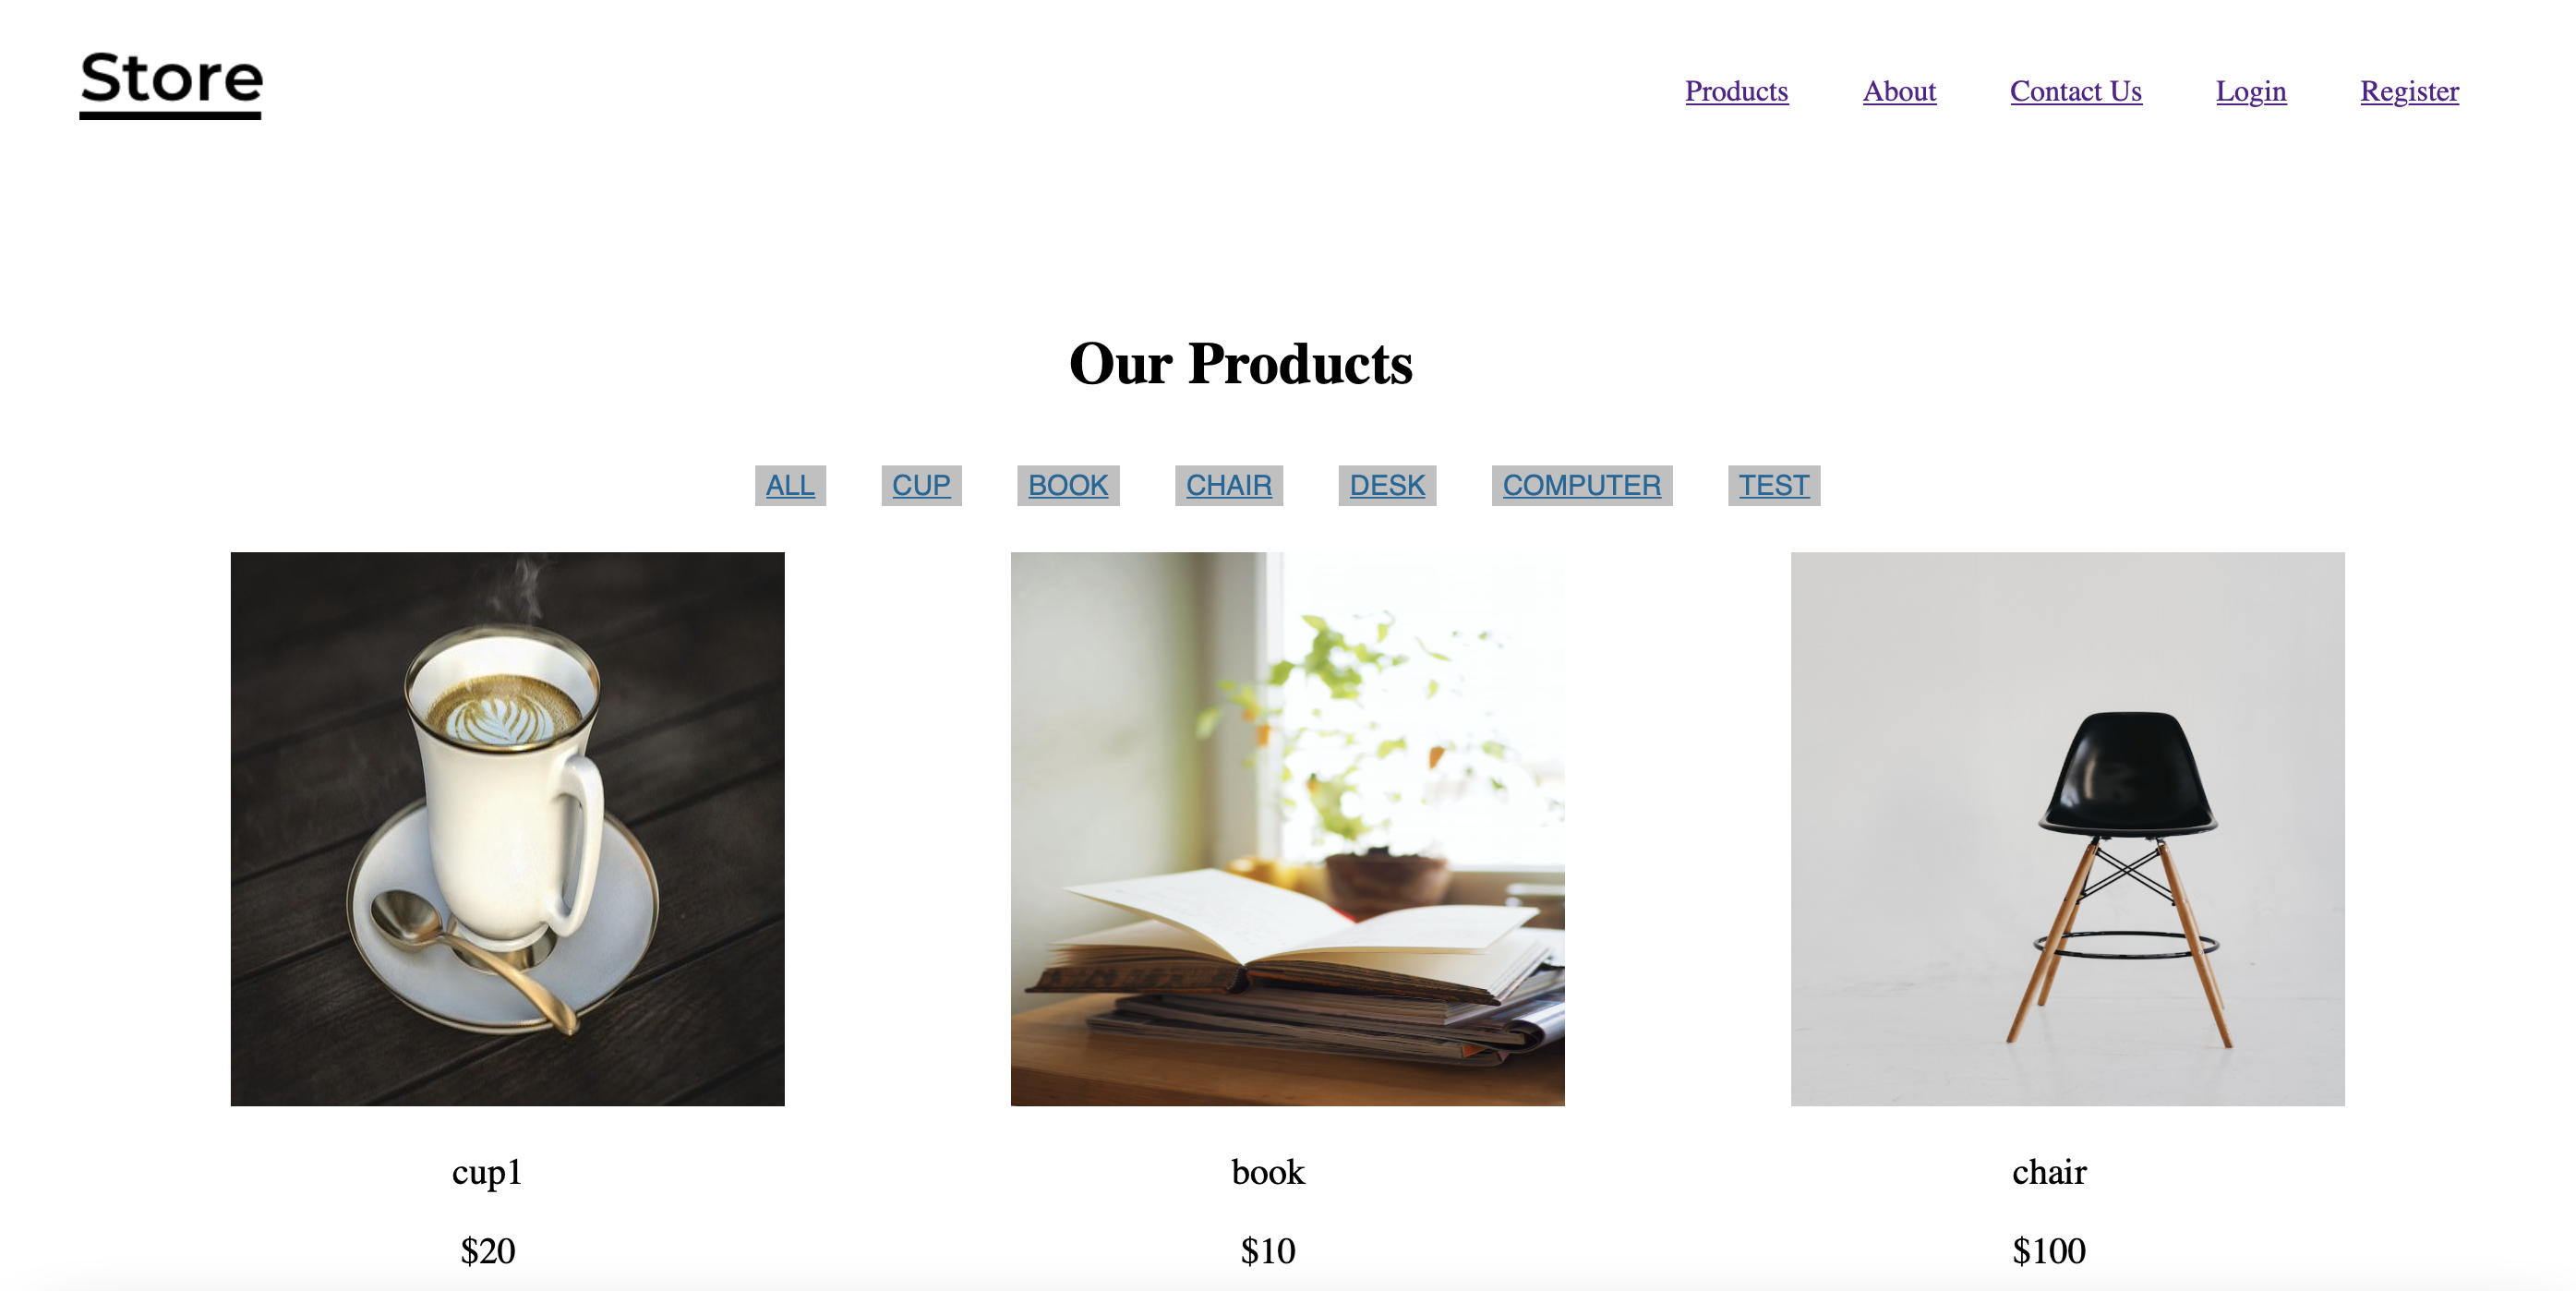 Store
Products About Contact Us Login Register
Our Products
ALL CUP BOOK CHAIR DESK COMPUTER TEST
cup1 book chair
$20 $10 $100